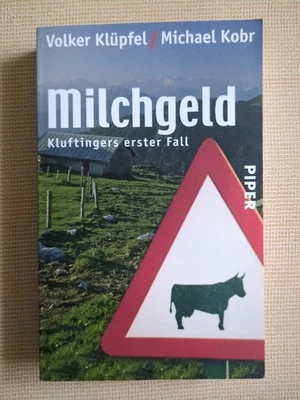 Volker Klüpfel / Michael Kobr
Milchgeld
Kluftingers erster Fall
PIPER